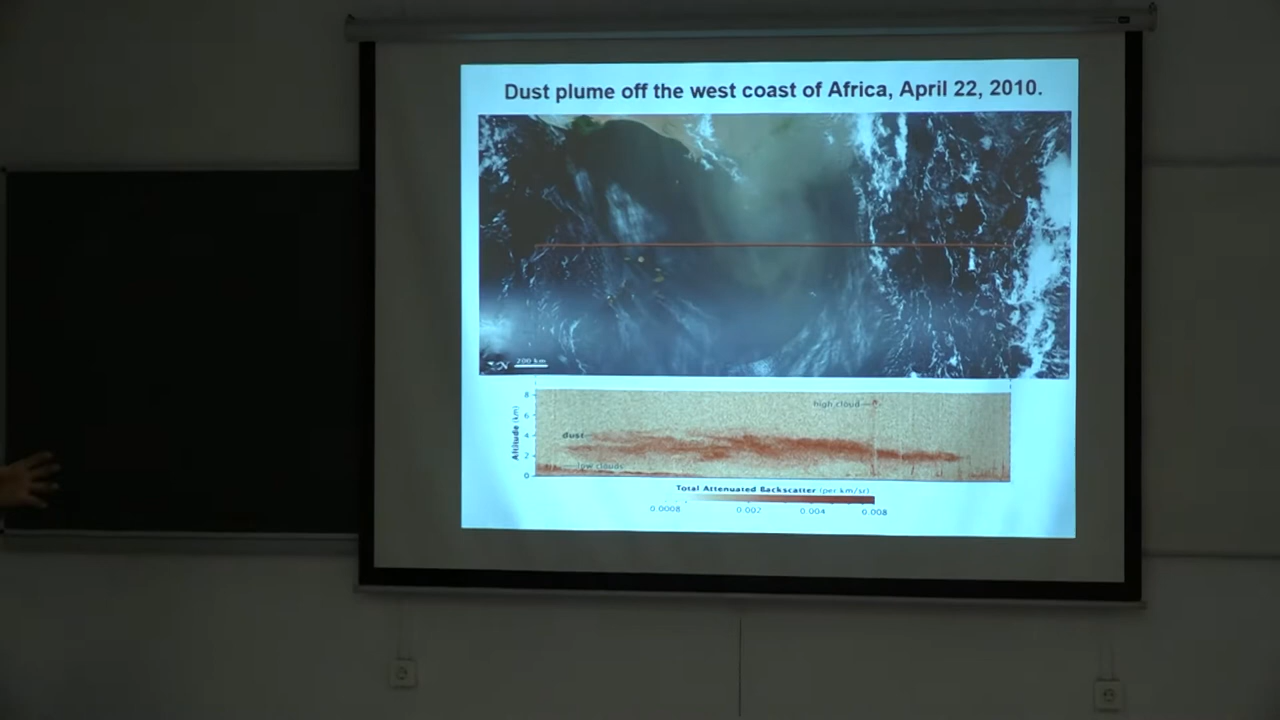 Dust plume off the west coast of Africa, April 22, 2010.
N
200 km
8
6
4
2
0
Altitude (km)
high cloud
dust
low clouds
Total Attenuated Backscatter (per km/sr)
0.0008 0.002 0.004 0.008